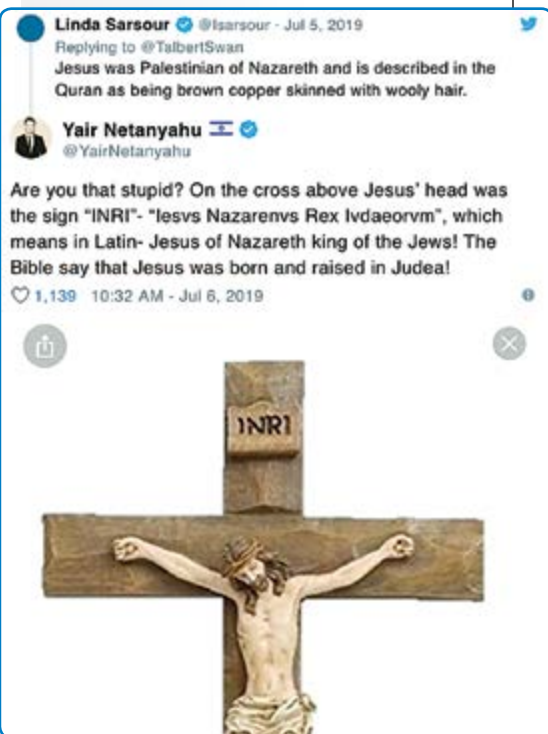 Linda Sarsour @lsarsour - Jul 5, 2019
Replying to @TalbertSwan
Jesus was Palestinian of Nazareth and is described in the
Quran as being brown copper skinned with wooly hair.
Yair Netanyahu
@YairNetanyahu
Are you that stupid? On the cross above Jesus' head was
the sign “INRI”- “Iesvs Nazarenvs Rex Ivdaeorvm”, which
means in Latin- Jesus of Nazareth king of the Jews! The
Bible say that Jesus was born and raised in Judea!
1,139 10:32 AM - Jul 6, 2019
INRI